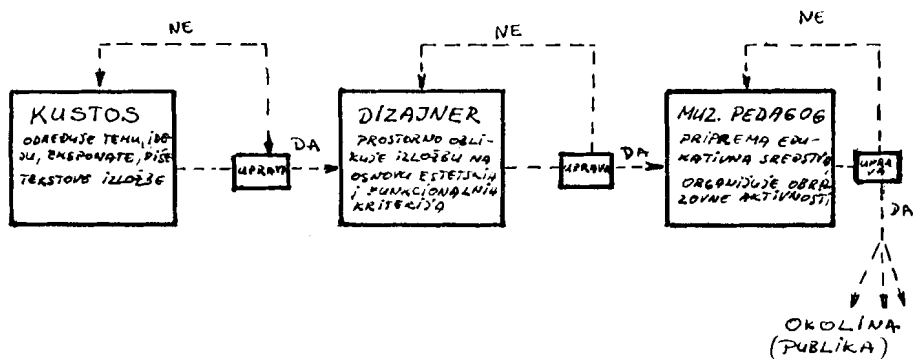 NE
NE
NE
KUSTOS
ODREĐUJE TEMU, IDE-
JU, EKSPONATE, PIŠE
TEKSTOVE IZLOŽBE
UPRAVA
DA
DIZAJNER
PROSTORNO OBLI-
KUJE IZLOŽBU NA
OSNOVU ESTETSKIH
I FUNKCIONALNIH
KRITERIJA
UPRAVA
DA
MUZ. PEDAGOG
PRIPREMA EDU-
KATIVNA SREDSTVA
ORGANIZUJE OBRA-
ZOVNE AKTIVNOSTI
UPRA
VA
DA
OKOLINA
(PUBLIKA)